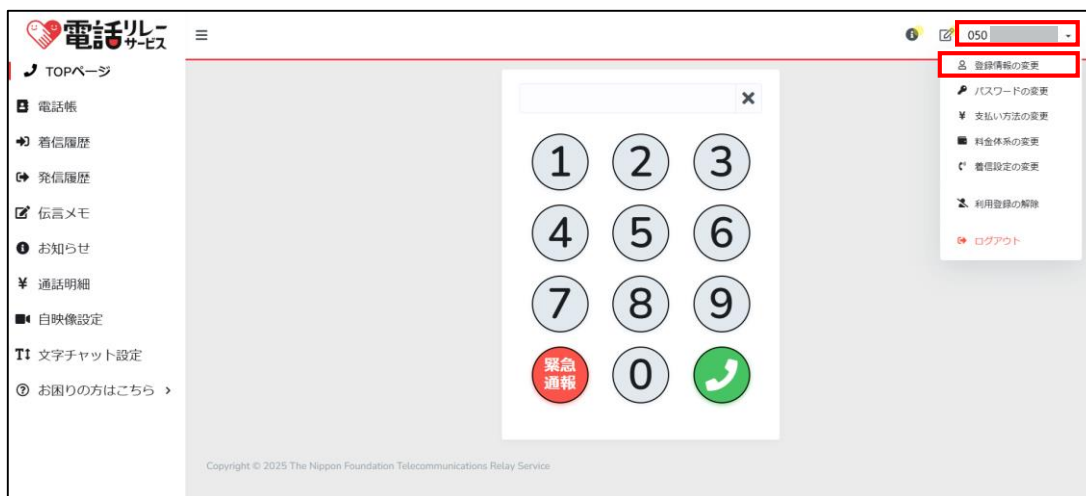 電話リレーサービス
050
TOPページ
電話帳
着信履歴
発信履歴
伝言メモ
お知らせ
通話明細
自映像設定
文字チャット設定
お困りの方はこちら
1 2 3
4 5 6
7 8 9
緊急通報 0
登録情報の変更
パスワードの変更
支払い方法の変更
料金体系の変更
着信設定の変更
利用登録の解除
ログアウト
Copyright © 2025 The Nippon Foundation Telecommunications Relay Service